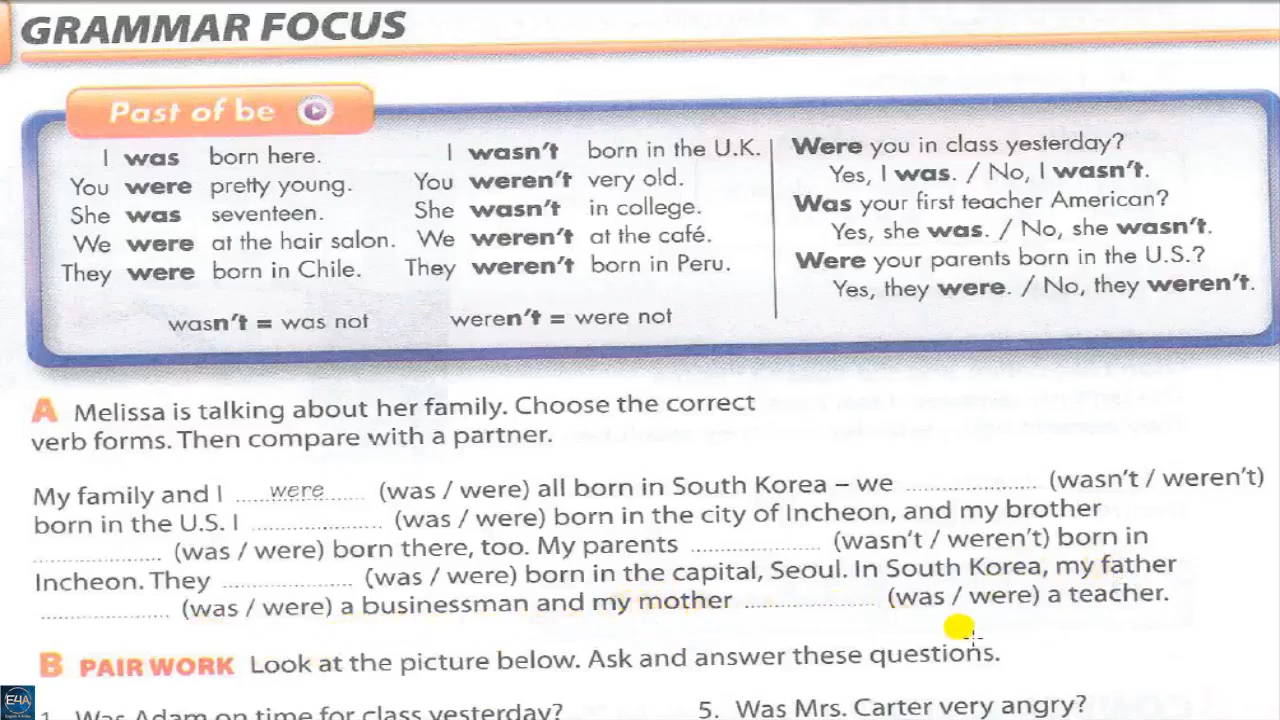 GRAMMAR FOCUS
Past of be
I was born here.
You were pretty young.
She was seventeen.
We were at the hair salon.
They were born in Chile.
wasn't = was not
I wasn't born in the U.K.
You weren't very old.
She wasn't in college.
We weren't at the café.
They weren't born in Peru.
weren't = were not
Were you in class yesterday?
Yes, I was. / No, I wasn't.
Was your first teacher American?
Yes, she was. / No, she wasn't.
Were your parents born in the U.S.?
Yes, they were. / No, they weren't.
A Melissa is talking about her family. Choose the correct
verb forms. Then compare with a partner.
My family and I were (was / were) all born in South Korea – we ............ (wasn't / weren't)
born in the U.S. I ............ (was / were) born in the city of Incheon, and my brother
............ (was / were) born there, too. My parents ............ (wasn't / weren't) born in
Incheon. They ............ (was / were) born in the capital, Seoul. In South Korea, my father
............ (was / were) a businessman and my mother ............ (was / were) a teacher.
B PAIR WORK Look at the picture below. Ask and answer these questions.
1. Was Adam on time for class yesterday?
5. Was Mrs. Carter very angry?
E4A